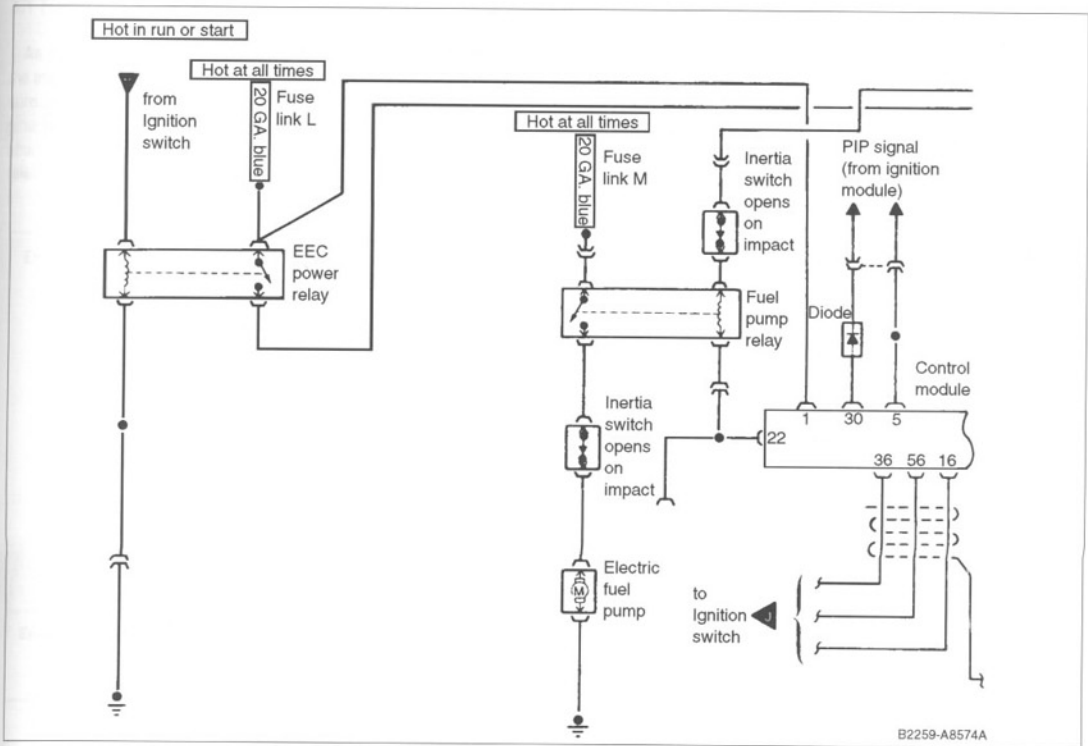 Hot in run or start
Hot at all times
from
Ignition
switch
20 GA. blue
Fuse
link L
Hot at all times
20 GA. blue
Fuse
link M
Inertia
switch
opens
on
impact
PIP signal
(from ignition
module)
EEC
power
relay
Fuel
pump
relay
Diode
Control
module
1
30
5
22
36
56
16
Inertia
switch
opens
on
impact
Electric
fuel
pump
M
to
Ignition
switch
J
B2259-A8574A